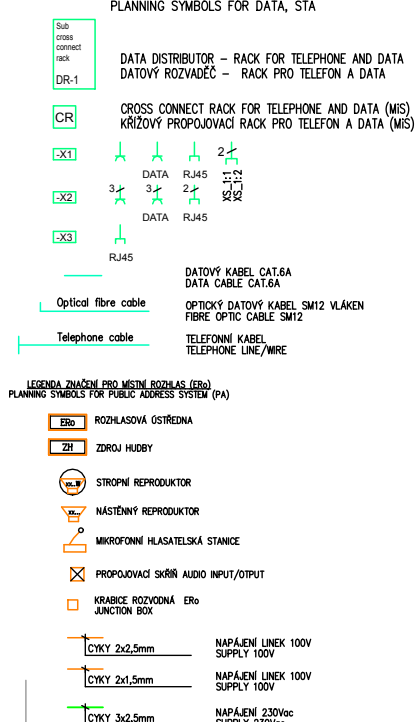 PLANNING SYMBOLS FOR DATA, STA
Sub
cross
connect
rack
DR-1
DATA DISTRIBUTOR – RACK FOR TELEPHONE AND DATA
DATOVÝ ROZVADĚČ – RACK PRO TELEFON A DATA
CR
CROSS CONNECT RACK FOR TELEPHONE AND DATA (MiS)
KŘÍŽOVÝ PROPOJOVACÍ RACK PRO TELEFON A DATA (MiS)
-X1
2
DATA RJ45
XS_1:1
XS_1:2
-X2
3 3 2
DATA RJ45
-X3
RJ45
DATOVÝ KABEL CAT.6A
DATA CABLE CAT.6A
Optical fibre cable
OPTICKÝ DATOVÝ KABEL SM12 VLÁKEN
FIBRE OPTIC CABLE SM12
Telephone cable
TELEFONNÍ KABEL
TELEPHONE LINE/WIRE
LEGENDA ZNAČENÍ PRO MÍSTNÍ ROZHLAS (ERo)
PLANNING SYMBOLS FOR PUBLIC ADDRESS SYSTEM (PA)
ERo ROZHLASOVÁ ÚSTŘEDNA
ZH ZDROJ HUDBY
STROPNÍ REPRODUKTOR
NÁSTĚNNÝ REPRODUKTOR
MIKROFONNÍ HLASATELSKÁ STANICE
PROPOJOVACÍ SKŘÍŇ AUDIO INPUT/OTPUT
KRABICE ROZVODNÁ ERo
JUNCTION BOX
CYKY 2x2,5mm
NAPÁJENÍ LINEK 100V
SUPPLY 100V
CYKY 2x1,5mm
NAPÁJENÍ LINEK 100V
SUPPLY 100V
CYKY 3x2,5mm
NAPÁJENÍ 230Vac
SUPPLY 230Vac